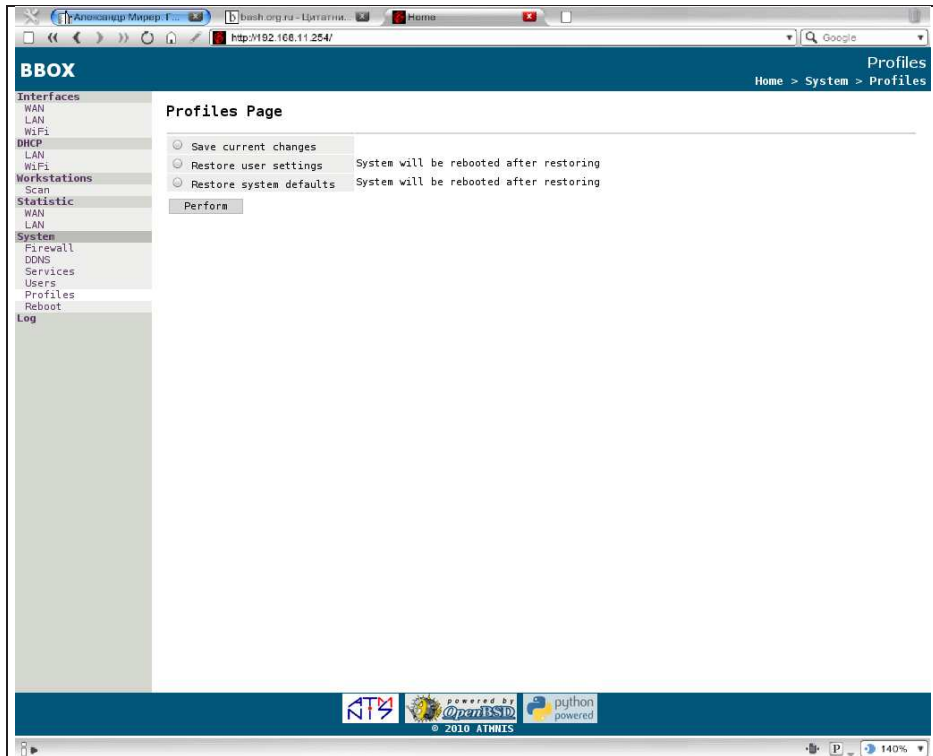 Александр Мирер: Г...
bash.org.ru - Цитатни...
Home
http://192.168.11.254/
Google
BBOX
Profiles
Home > System > Profiles
Interfaces
WAN
LAN
WiFi
DHCP
LAN
WiFi
Workstations
Scan
Statistic
WAN
LAN
System
Firewall
DDNS
Services
Users
Profiles
Reboot
Log
Profiles Page
Save current changes
Restore user settings System will be rebooted after restoring
Restore system defaults System will be rebooted after restoring
Perform
ATM
NIS
powered by
OpenBSD
python
powered
© 2010 ATMNIS
P
140%